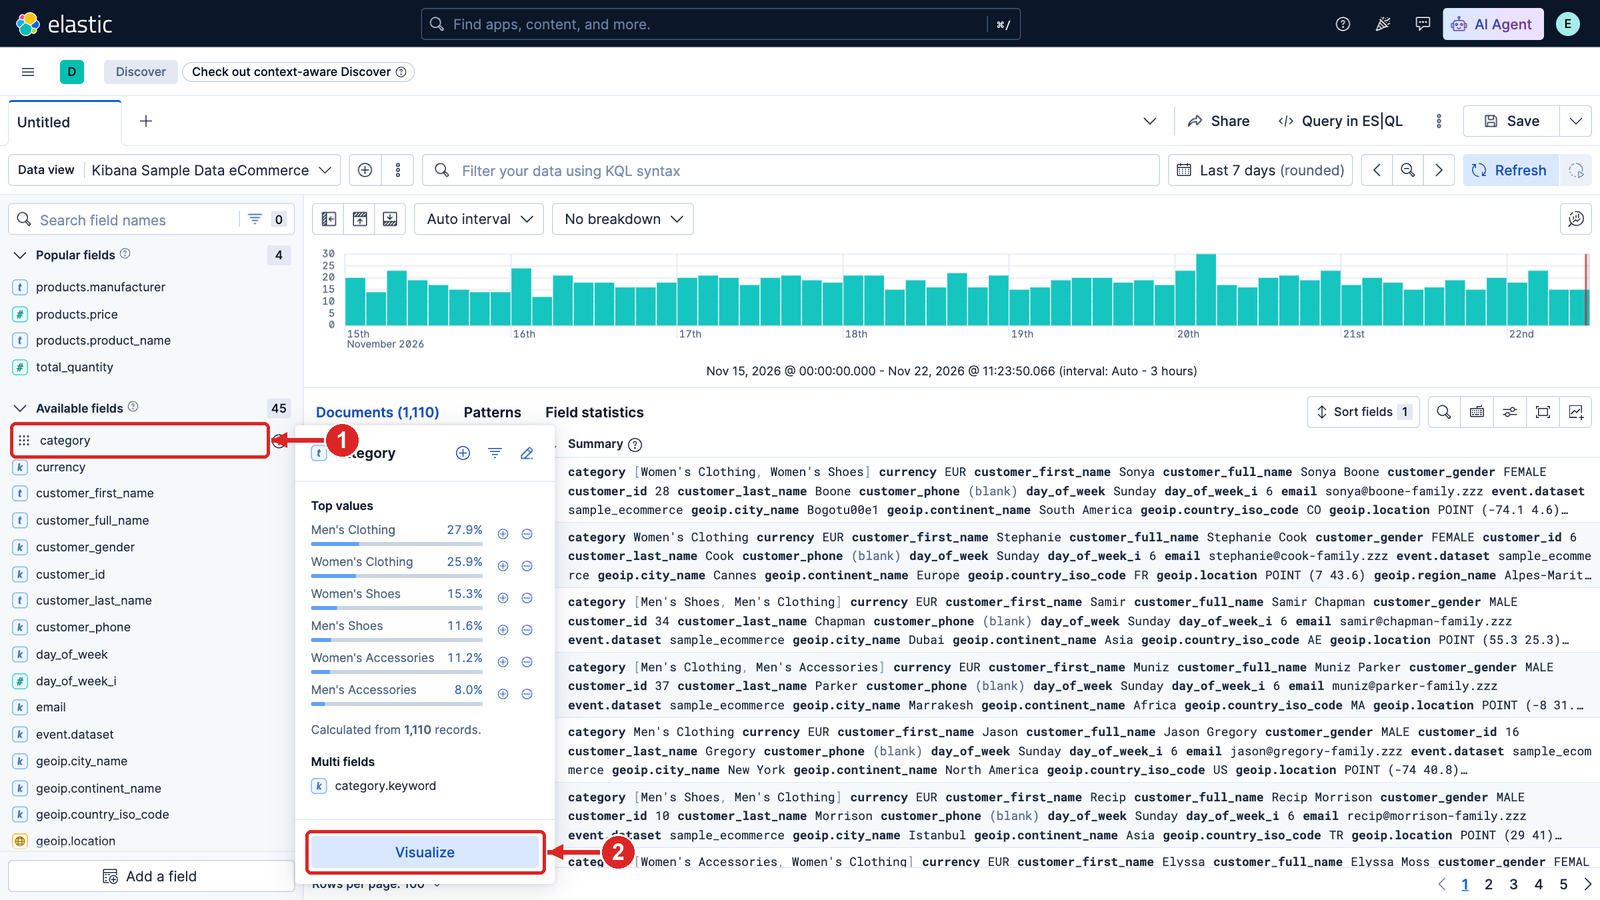 elastic
Find apps, content, and more.
⌘/
AI Agent
E
D
Discover
Check out context-aware Discover
Untitled
Share
Query in ES|QL
Save
Data view
Kibana Sample Data eCommerce
Filter your data using KQL syntax
Last 7 days (rounded)
Refresh
Search field names
0
Auto interval
No breakdown
Popular fields
4
t products.manufacturer
# products.price
t products.product_name
# total_quantity
Available fields
45
category
k currency
t customer_first_name
t customer_full_name
k customer_gender
k customer_id
t customer_last_name
k customer_phone
k day_of_week
# day_of_week_i
k email
k event.dataset
k geoip.city_name
k geoip.continent_name
k geoip.country_iso_code
geoip.location
Add a field
30
25
20
15
10
5
0
15th
16th
17th
18th
19th
20th
21st
22nd
November 2026
Nov 15, 2026 @ 00:00:00.000 - Nov 22, 2026 @ 11:23:50.066 (interval: Auto - 3 hours)
Documents (1,110)
Patterns
Field statistics
Sort fields 1
1
t
tegory
Top values
Men's Clothing 27.9%
Women's Clothing 25.9%
Women's Shoes 15.3%
Men's Shoes 11.6%
Women's Accessories 11.2%
Men's Accessories 8.0%
Calculated from 1,110 records.
Multi fields
k category.keyword
Visualize
2
Summary
category [Women's Clothing, Women's Shoes] currency EUR customer_first_name Sonya customer_full_name Sonya Boone customer_gender FEMALE
customer_id 28 customer_last_name Boone customer_phone (blank) day_of_week Sunday day_of_week_i 6 email sonya@boone-family.zzz event.dataset
sample_ecommerce geoip.city_name Bogotu00e1 geoip.continent_name South America geoip.country_iso_code CO geoip.location POINT (-74.1 4.6)…
category Women's Clothing currency EUR customer_first_name Stephanie customer_full_name Stephanie Cook customer_gender FEMALE customer_id 6
customer_last_name Cook customer_phone (blank) day_of_week Sunday day_of_week_i 6 email stephanie@cook-family.zzz event.dataset sample_ecomme
rce geoip.city_name Cannes geoip.continent_name Europe geoip.country_iso_code FR geoip.location POINT (7 43.6) geoip.region_name Alpes-Marit…
category [Men's Shoes, Men's Clothing] currency EUR customer_first_name Samir customer_full_name Samir Chapman customer_gender MALE
customer_id 34 customer_last_name Chapman customer_phone (blank) day_of_week Sunday day_of_week_i 6 email samir@chapman-family.zzz
event.dataset sample_ecommerce geoip.city_name Dubai geoip.continent_name Asia geoip.country_iso_code AE geoip.location POINT (55.3 25.3)…
category [Men's Clothing, Men's Accessories] currency EUR customer_first_name Muniz customer_full_name Muniz Parker customer_gender MALE
customer_id 37 customer_last_name Parker customer_phone (blank) day_of_week Sunday day_of_week_i 6 email muniz@parker-family.zzz
event.dataset sample_ecommerce geoip.city_name Marrakesh geoip.continent_name Africa geoip.country_iso_code MA geoip.location POINT (-8 31.…
category Men's Clothing currency EUR customer_first_name Jason customer_full_name Jason Gregory customer_gender MALE customer_id 16
customer_last_name Gregory customer_phone (blank) day_of_week Sunday day_of_week_i 6 email jason@gregory-family.zzz event.dataset sample_ecom
merce geoip.city_name New York geoip.continent_name North America geoip.country_iso_code US geoip.location POINT (-74 40.8)…
category [Men's Shoes, Men's Clothing] currency EUR customer_first_name Recip customer_full_name Recip Morrison customer_gender MALE
customer_id 10 customer_last_name Morrison customer_phone (blank) day_of_week Sunday day_of_week_i 6 email recip@morrison-family.zzz
event.dataset sample_ecommerce geoip.city_name Istanbul geoip.continent_name Asia geoip.country_iso_code TR geoip.location POINT (29 41)…
categ [Women's Accessories, Women's Clothing] currency EUR customer_first_name Elyssa customer_full_name Elyssa Moss customer_gender FEMAL
Rows per page: 100
1 2 3 4 5